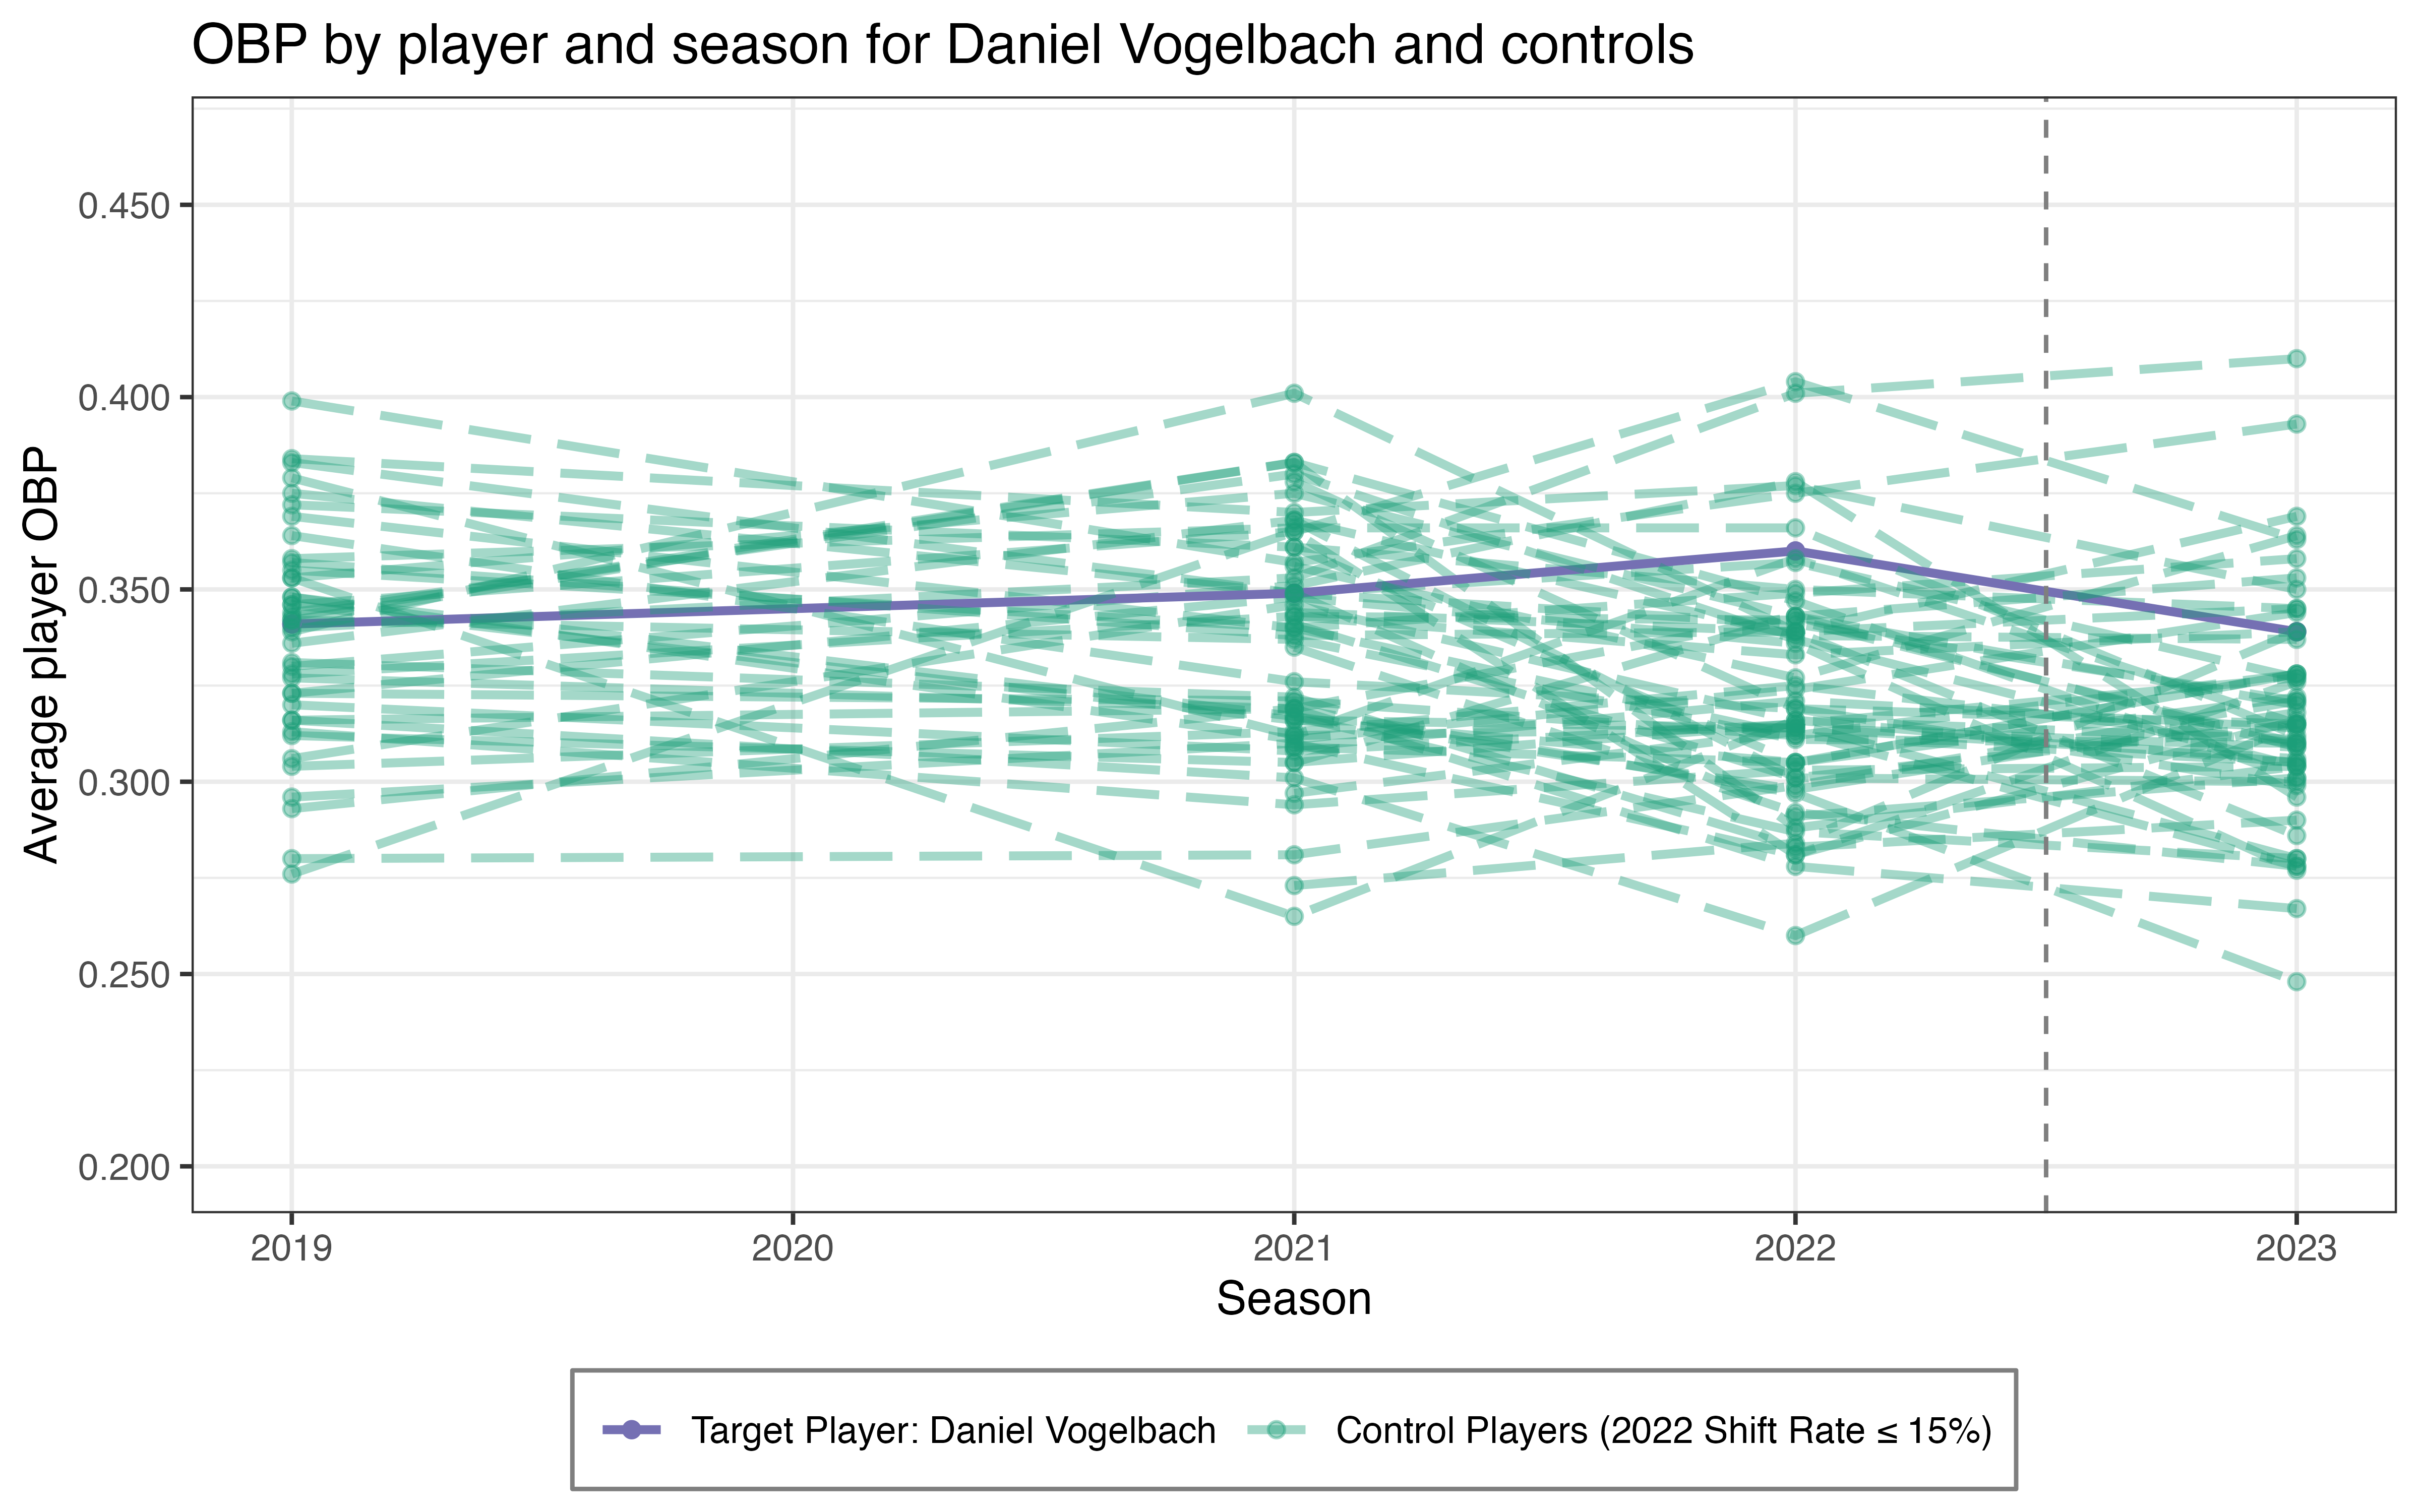 OBP by player and season for Daniel Vogelbach and controls
Average player OBP
0.450
0.400
0.350
0.300
0.250
0.200
2019 2020 2021 2022 2023
Season
Target Player: Daniel Vogelbach Control Players (2022 Shift Rate ≤ 15%)